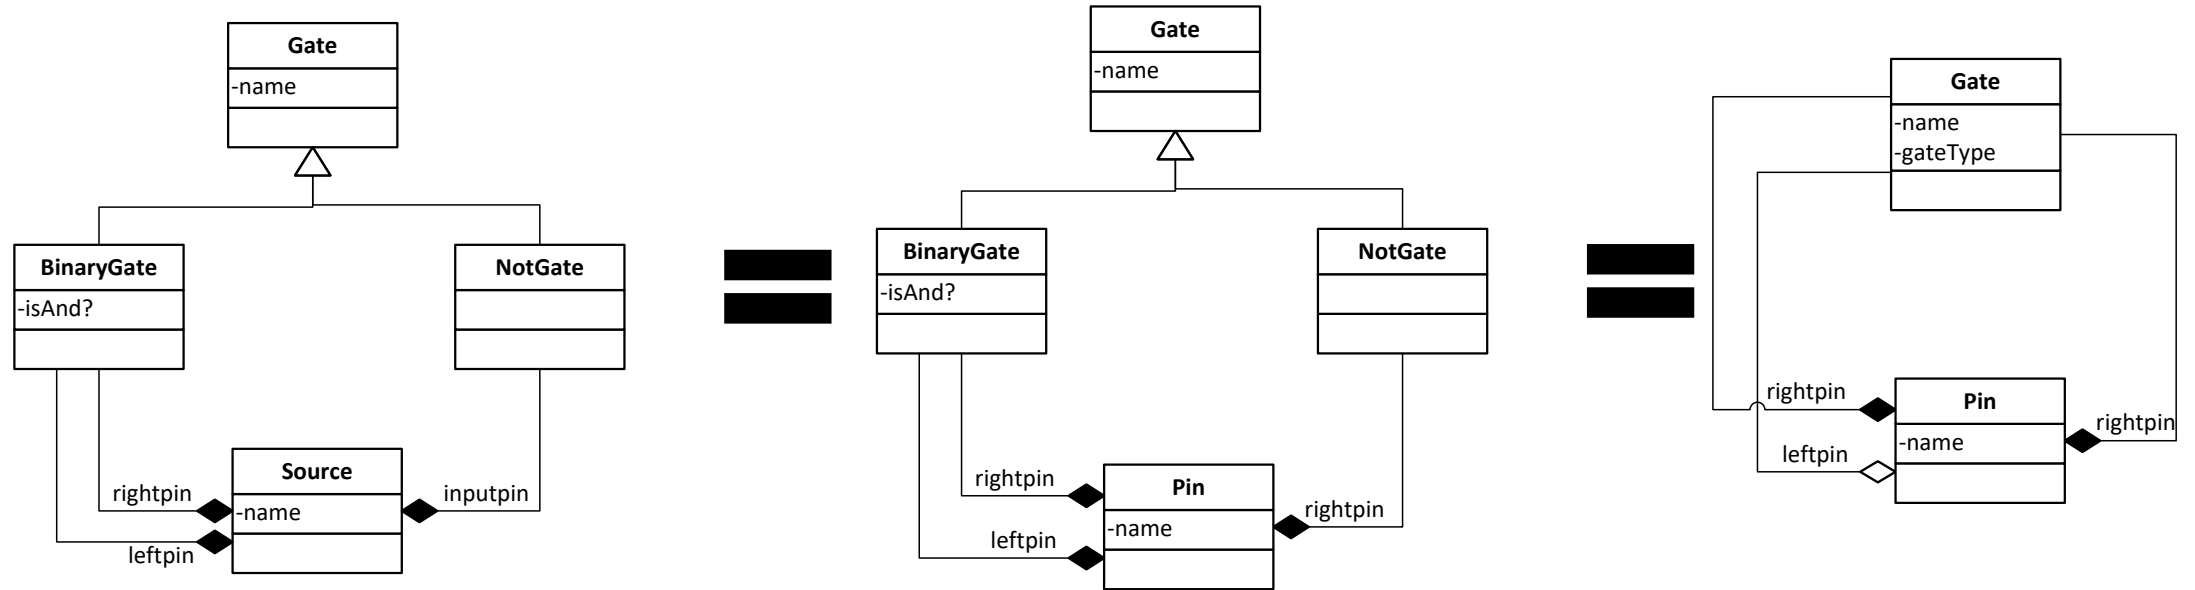 Gate
-name
BinaryGate
-isAnd?
NotGate
Source
-name
rightpin
leftpin
inputpin
Gate
-name
BinaryGate
-isAnd?
NotGate
Pin
-name
rightpin
leftpin
rightpin
Gate
-name
-gateType
Pin
-name
rightpin
leftpin
rightpin